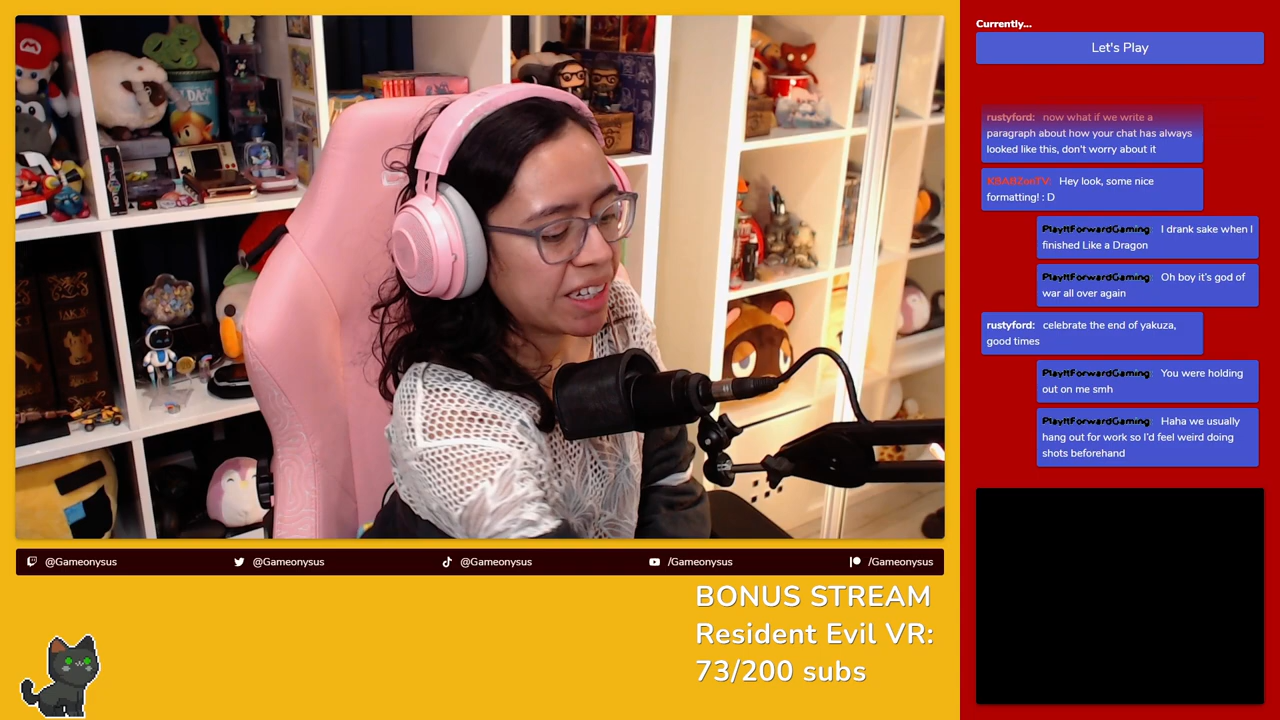 Currently...
Let's Play
rustyford: now what if we write a
paragraph about how your chat has always
looked like this, don't worry about it
KBABZonTV: Hey look, some nice
formatting! : D
PlayItForwardGaming: I drank sake when I
finished Like a Dragon
PlayItForwardGaming: Oh boy it's god of
war all over again
rustyford: celebrate the end of yakuza,
good times
PlayItForwardGaming: You were holding
out on me smh
PlayItForwardGaming: Haha we usually
hang out for work so I'd feel weird doing
shots beforehand
@Gameonysus
@Gameonysus
@Gameonysus
/Gameonysus
/Gameonysus
BONUS STREAM
Resident Evil VR:
73/200 subs